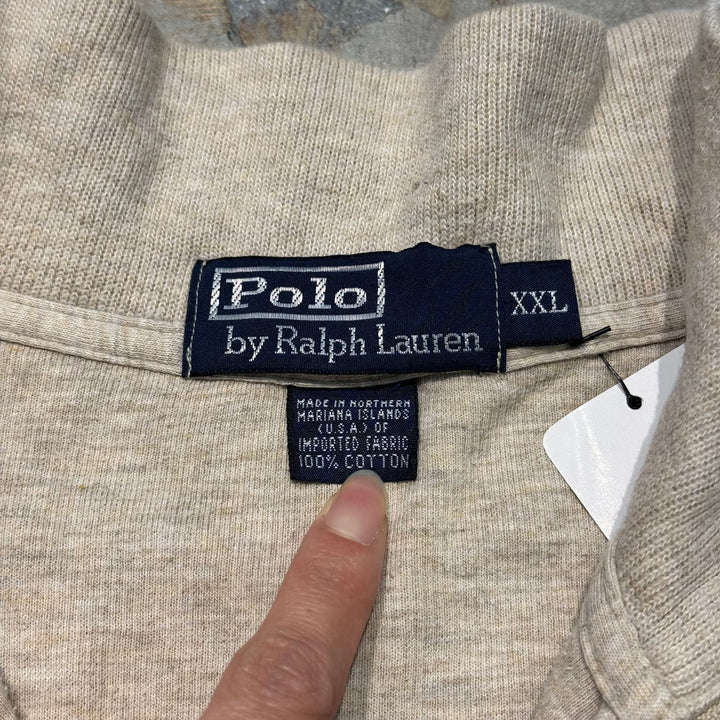 Polo
by Ralph Lauren
XXL
MADE IN NORTHERN
MARIANA ISLANDS
(U.S.A.) OF
IMPORTED FABRIC
100% COTTON